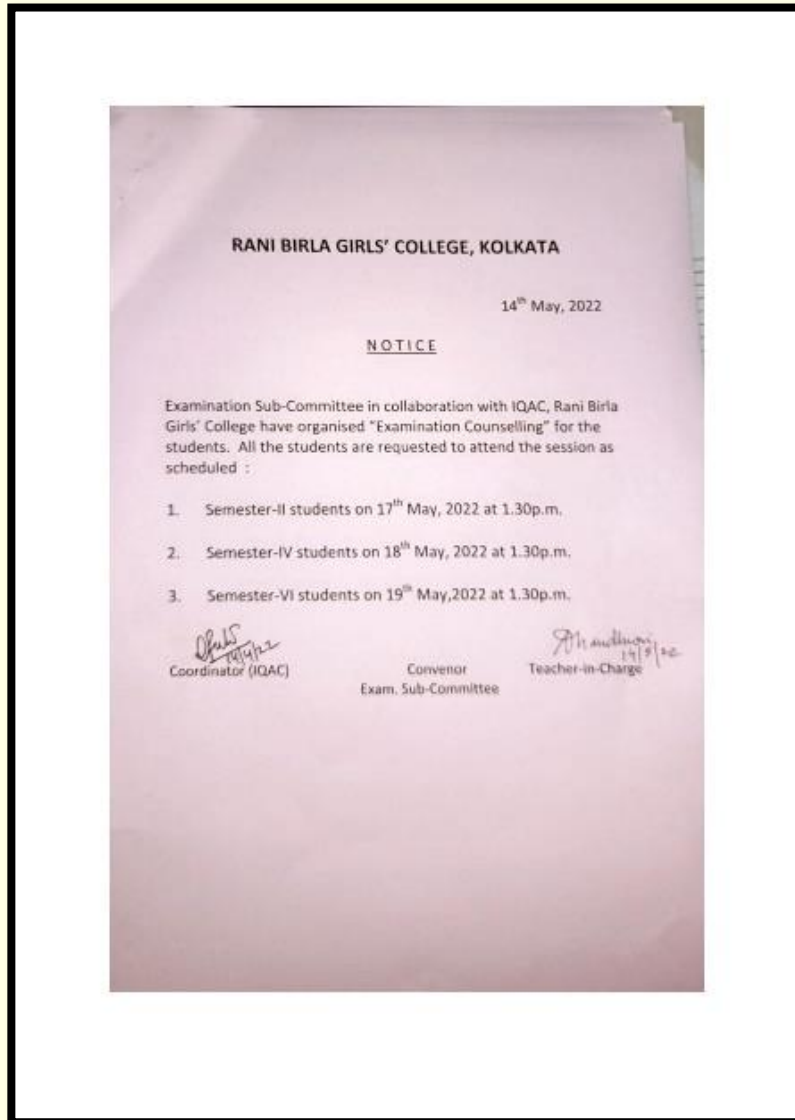 RANI BIRLA GIRLS' COLLEGE, KOLKATA
14th May, 2022
NOTICE
Examination Sub-Committee in collaboration with IQAC, Rani Birla
Girls' College have organised "Examination Counselling" for the
students. All the students are requested to attend the session as
scheduled :
1. Semester-II students on 17th May, 2022 at 1.30p.m.
2. Semester-IV students on 18th May, 2022 at 1.30p.m.
3. Semester-VI students on 19th May,2022 at 1.30p.m.
14/5/22
Coordinator (IQAC) Convenor Teacher-in-Charge
Exam. Sub-Committee